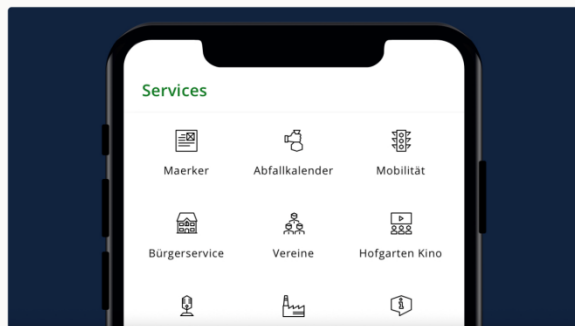 Services
Maerker Abfallkalender Mobilität
Bürgerservice Vereine Hofgarten Kino